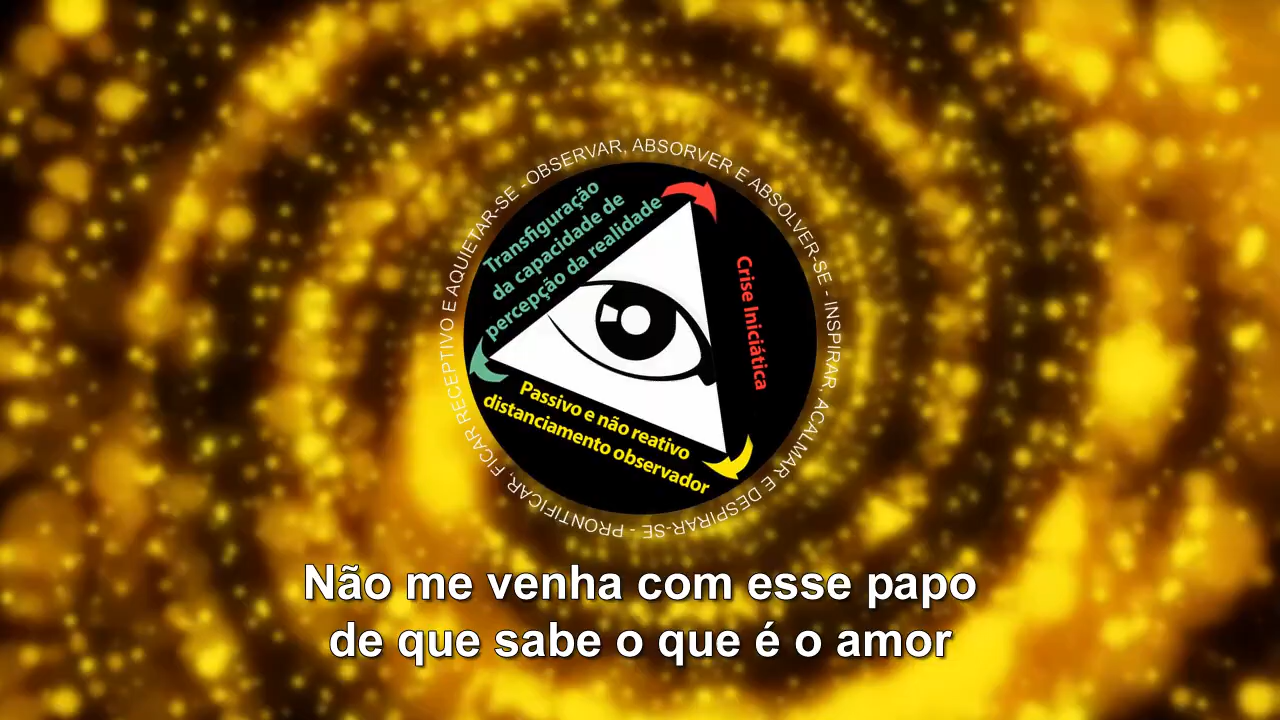 PRONTIFICAR, FICAR RECEPTIVO E AQUIETAR-SE - OBSERVAR, ABSORVER E ABSOLVER-SE - INSPIRAR, ACALMAR E DESPIRAR-SE -
Transfiguração
da capacidade de
percepção da realidade
Crise Iniciática
Passivo e não reativo
distanciamento observador
Não me venha com esse papo
de que sabe o que é o amor